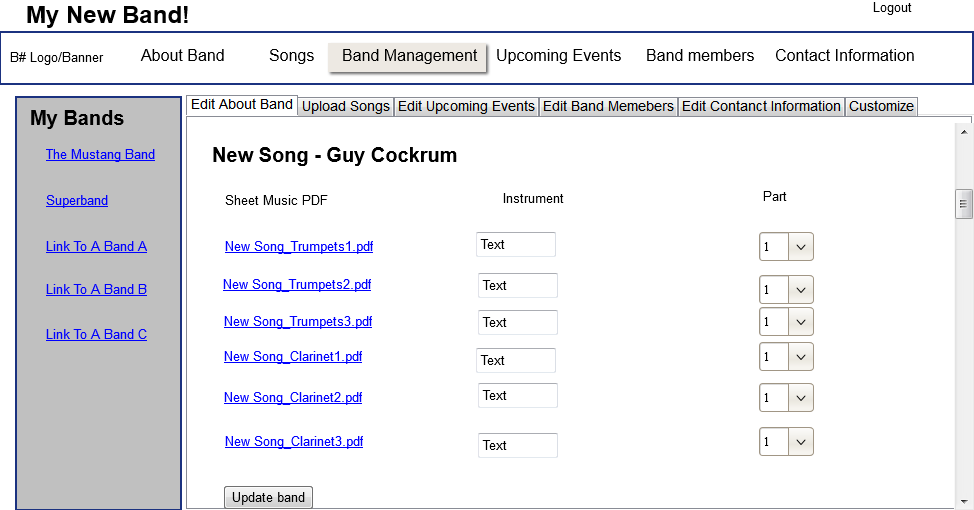 My New Band!
Logout
B# Logo/Banner About Band Songs Band Management Upcoming Events Band members Contact Information
My Bands
The Mustang Band
Superband
Link To A Band A
Link To A Band B
Link To A Band C
Edit About Band Upload Songs Edit Upcoming Events Edit Band Memebers Edit Contanct Information Customize
New Song - Guy Cockrum
Sheet Music PDF Instrument Part
New Song_Trumpets1.pdf Text 1
New Song_Trumpets2.pdf Text 1
New Song_Trumpets3.pdf Text 1
New Song_Clarinet1.pdf Text 1
New Song_Clarinet2.pdf Text 1
New Song_Clarinet3.pdf Text 1
Update band